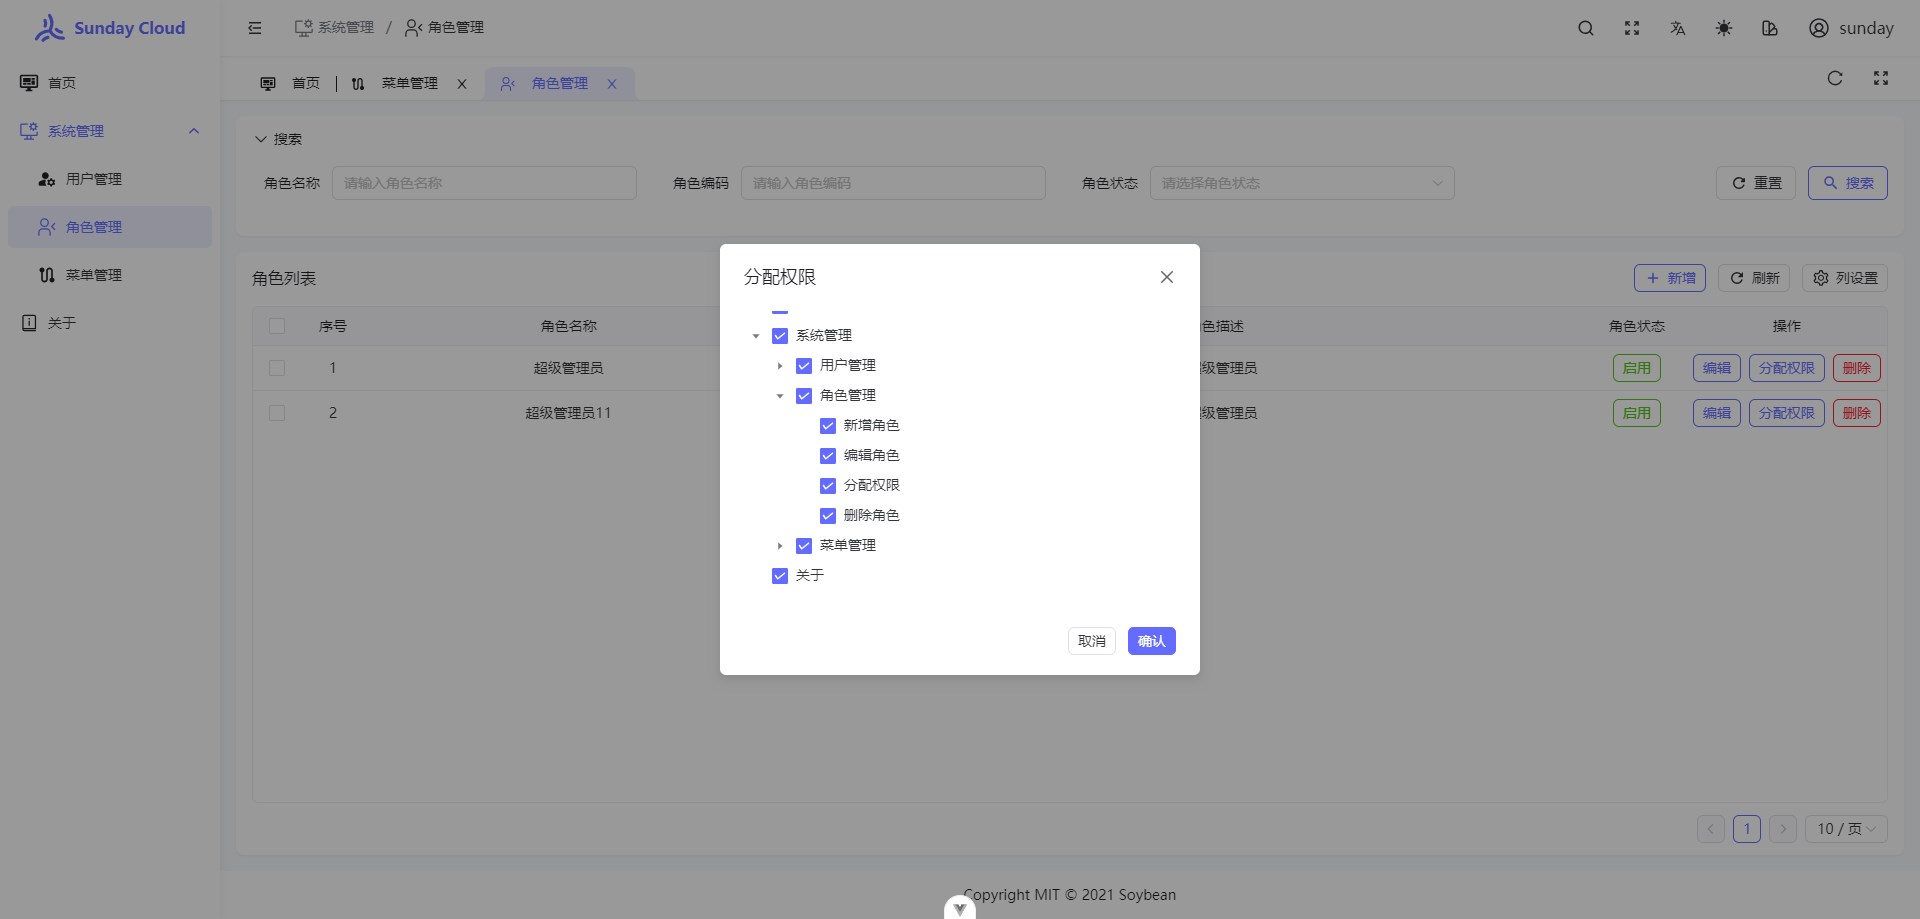 Sunday Cloud
系统管理 / 角色管理
sunday
首页
系统管理
用户管理
角色管理
菜单管理
关于
首页
菜单管理
角色管理
搜索
角色名称 请输入角色名称
角色编码 请输入角色编码
角色状态 请选择角色状态
重置
搜索
角色列表
新增
刷新
列设置
序号 角色名称 色描述 角色状态 操作
1 超级管理员 级管理员 启用 编辑 分配权限 删除
2 超级管理员11 级管理员 启用 编辑 分配权限 删除
分配权限
系统管理
用户管理
角色管理
新增角色
编辑角色
分配权限
删除角色
菜单管理
关于
取消
确认
1
10 / 页
Copyright MIT © 2021 Soybean